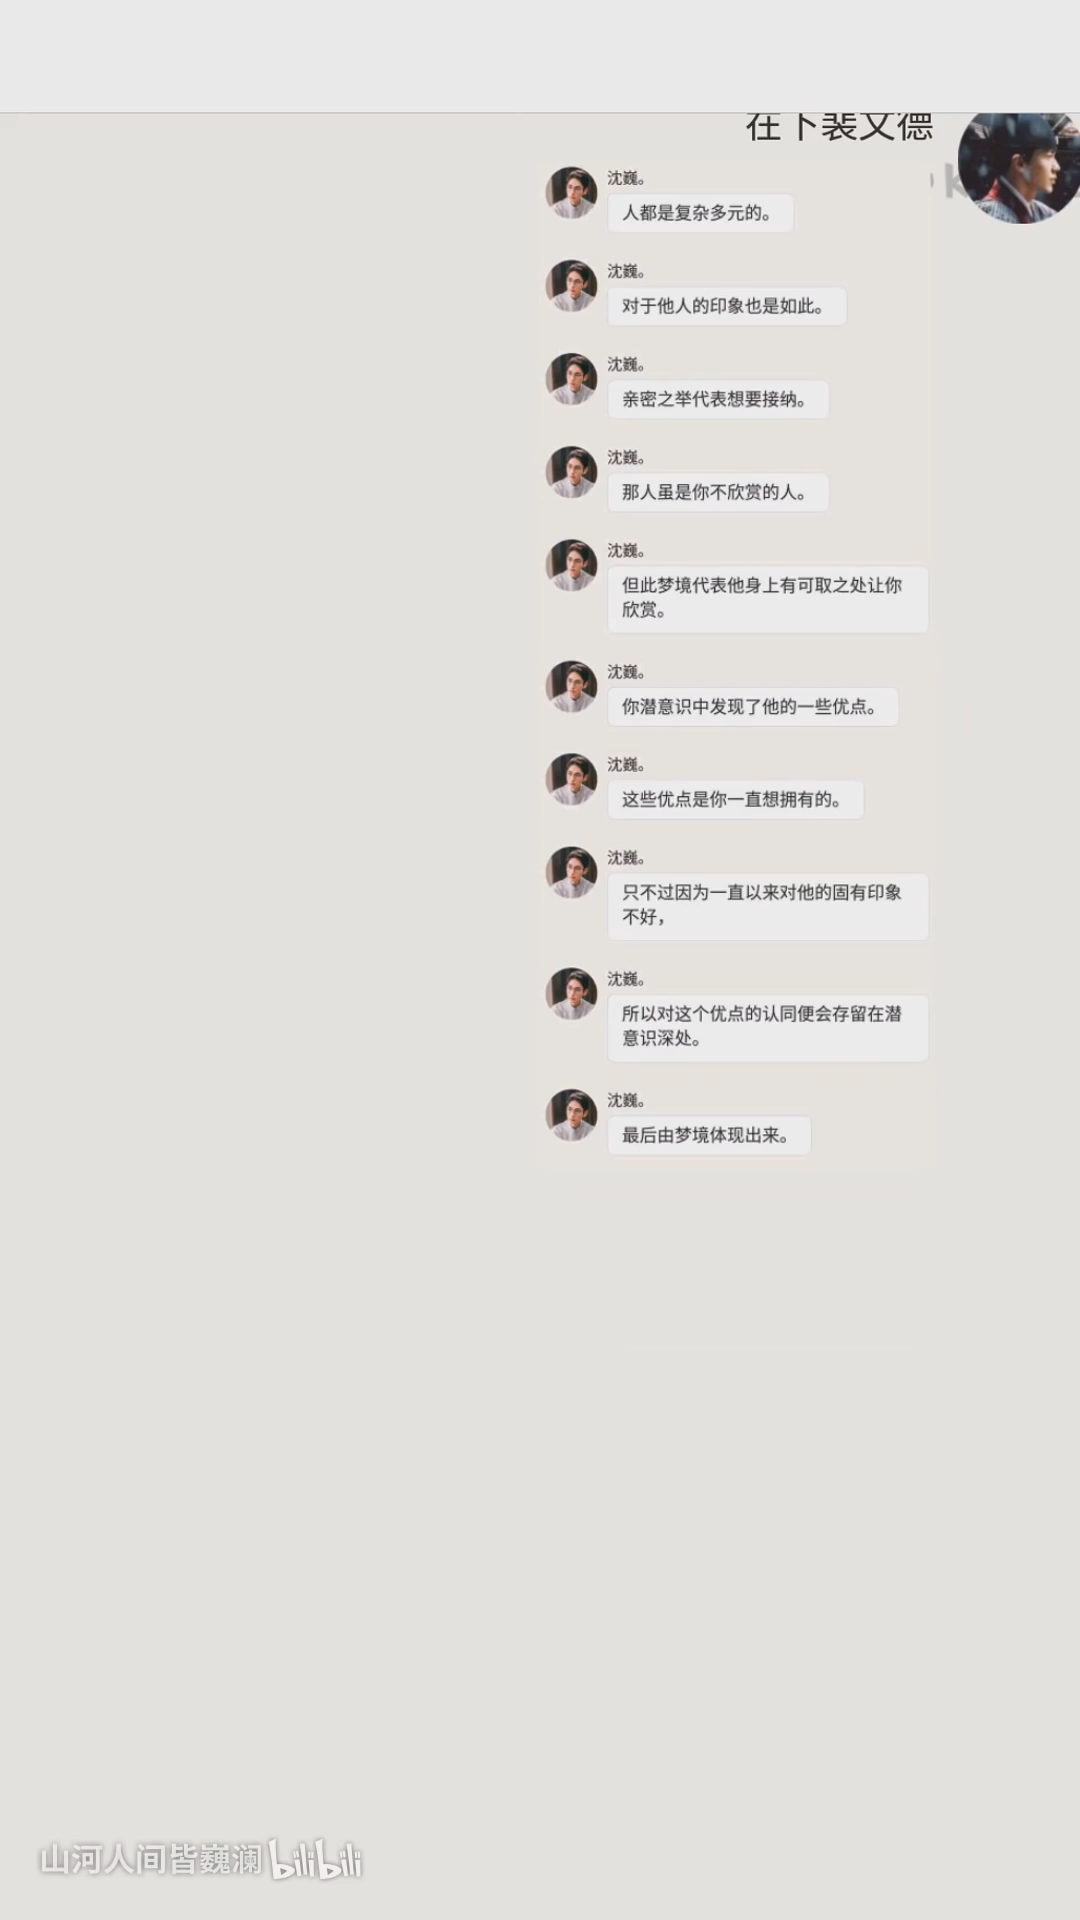 在下裴文德
沈巍。
人都是复杂多元的。
沈巍。
对于他人的印象也是如此。
沈巍。
亲密之举代表想要接纳。
沈巍。
那人虽是你不欣赏的人。
沈巍。
但此梦境代表他身上有可取之处让你
欣赏。
沈巍。
你潜意识中发现了他的一些优点。
沈巍。
这些优点是你一直想拥有的。
沈巍。
只不过因为一直以来对他的固有印象
不好，
沈巍。
所以对这个优点的认同便会存留在潜
意识深处。
沈巍。
最后由梦境体现出来。
山河人间皆巍澜 bilibili